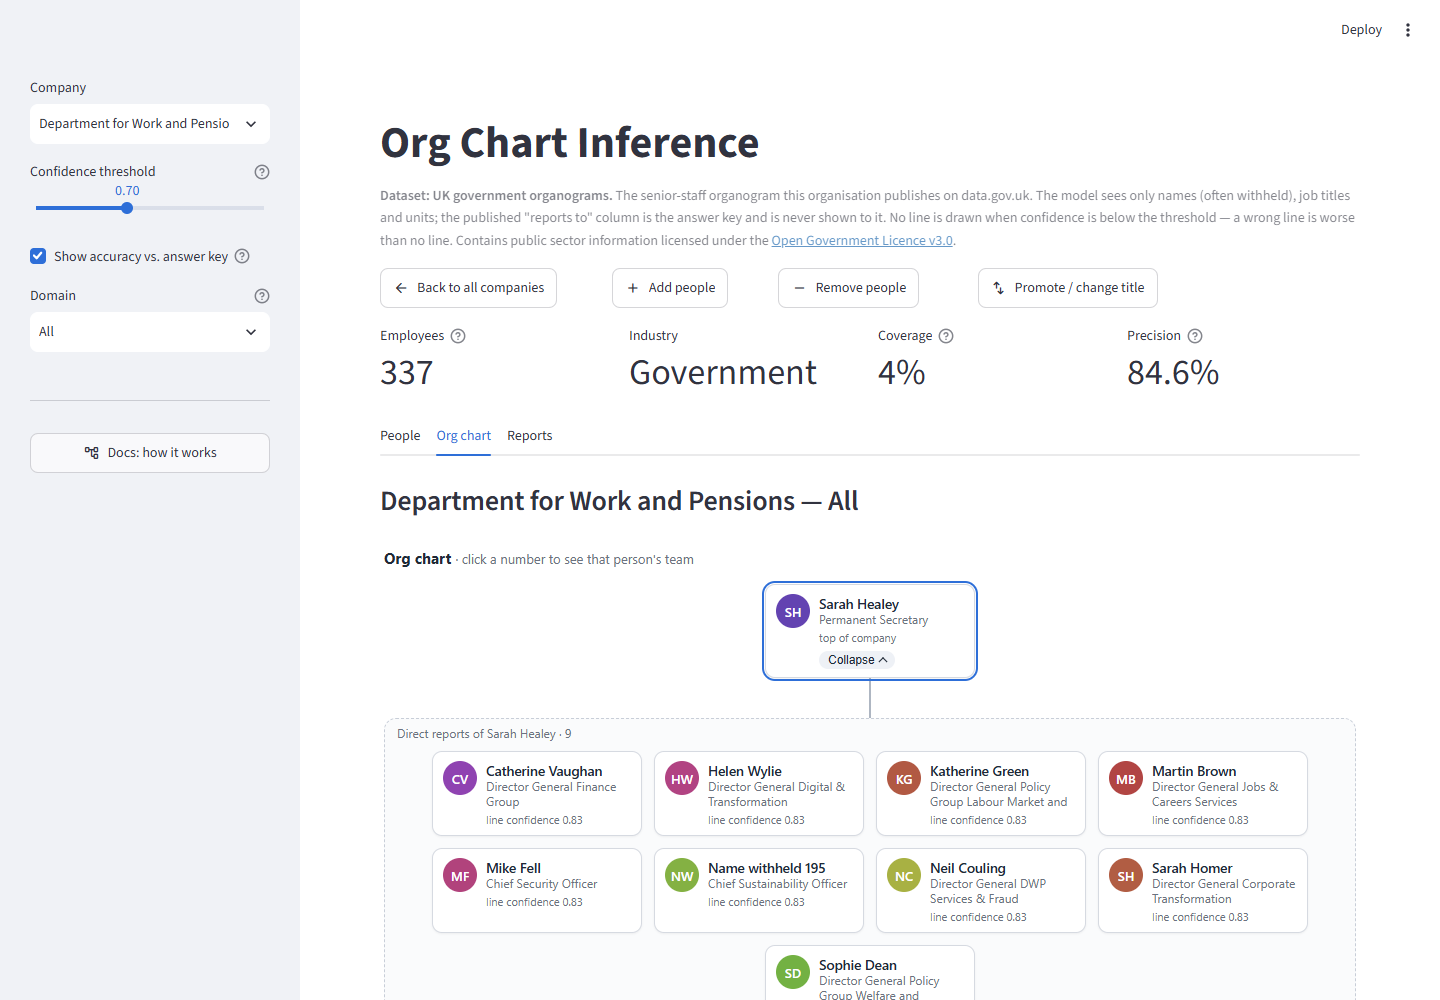 Deploy
Company
Department for Work and Pensio
Confidence threshold
0.70
Show accuracy vs. answer key
Domain
All
Docs: how it works
Org Chart Inference
Dataset: UK government organograms. The senior-staff organogram this organisation publishes on data.gov.uk. The model sees only names (often withheld), job titles
and units; the published "reports to" column is the answer key and is never shown to it. No line is drawn when confidence is below the threshold — a wrong line is worse
than no line. Contains public sector information licensed under the Open Government Licence v3.0.
Back to all companies
Add people
Remove people
Promote / change title
Employees
337
Industry
Government
Coverage
4%
Precision
84.6%
People
Org chart
Reports
Department for Work and Pensions — All
Org chart · click a number to see that person's team
SH
Sarah Healey
Permanent Secretary
top of company
Collapse
Direct reports of Sarah Healey · 9
CV
Catherine Vaughan
Director General Finance
Group
line confidence 0.83
HW
Helen Wylie
Director General Digital &
Transformation
line confidence 0.83
KG
Katherine Green
Director General Policy
Group Labour Market and
line confidence 0.83
MB
Martin Brown
Director General Jobs &
Careers Services
line confidence 0.83
MF
Mike Fell
Chief Security Officer
line confidence 0.83
NW
Name withheld 195
Chief Sustainability Officer
line confidence 0.83
NC
Neil Couling
Director General DWP
Services & Fraud
line confidence 0.83
SH
Sarah Homer
Director General Corporate
Transformation
line confidence 0.83
SD
Sophie Dean
Director General Policy
Group Welfare and